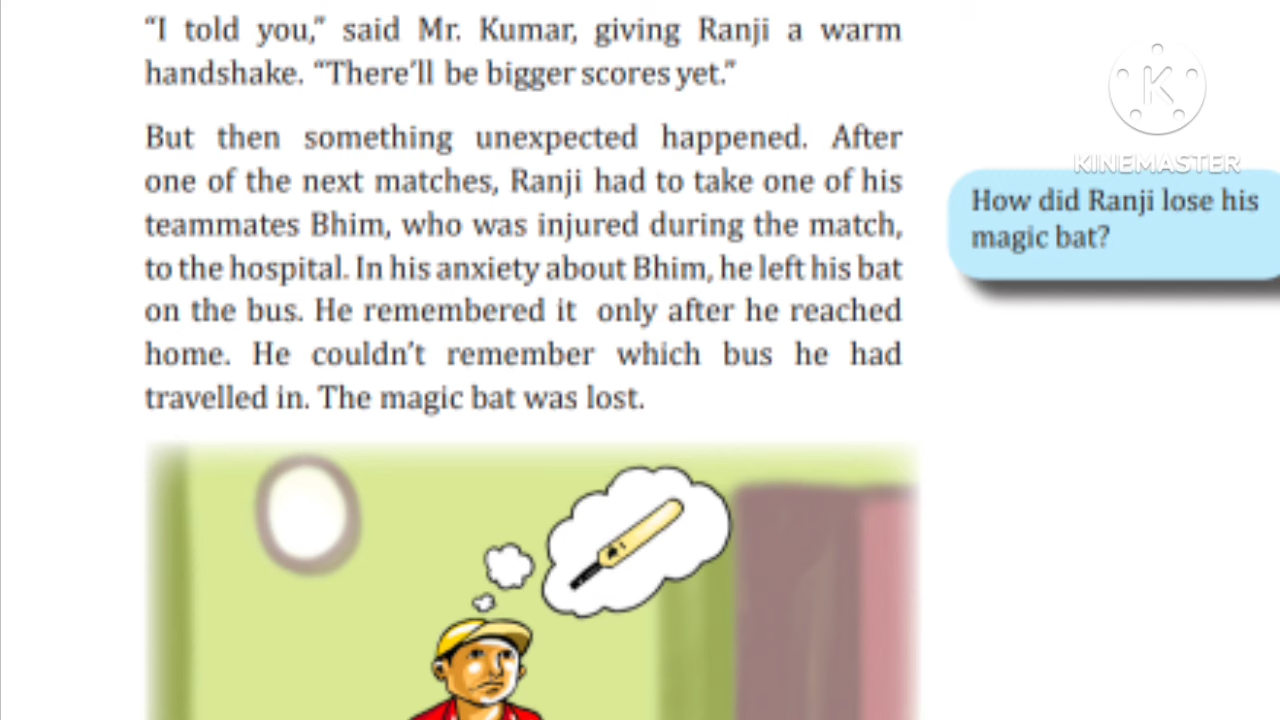 “I told you,” said Mr. Kumar, giving Ranji a warm
handshake. “There’ll be bigger scores yet.”
But then something unexpected happened. After
one of the next matches, Ranji had to take one of his
teammates Bhim, who was injured during the match,
to the hospital. In his anxiety about Bhim, he left his bat
on the bus. He remembered it only after he reached
home. He couldn’t remember which bus he had
travelled in. The magic bat was lost.
K
KINEMASTER
How did Ranji lose his
magic bat?